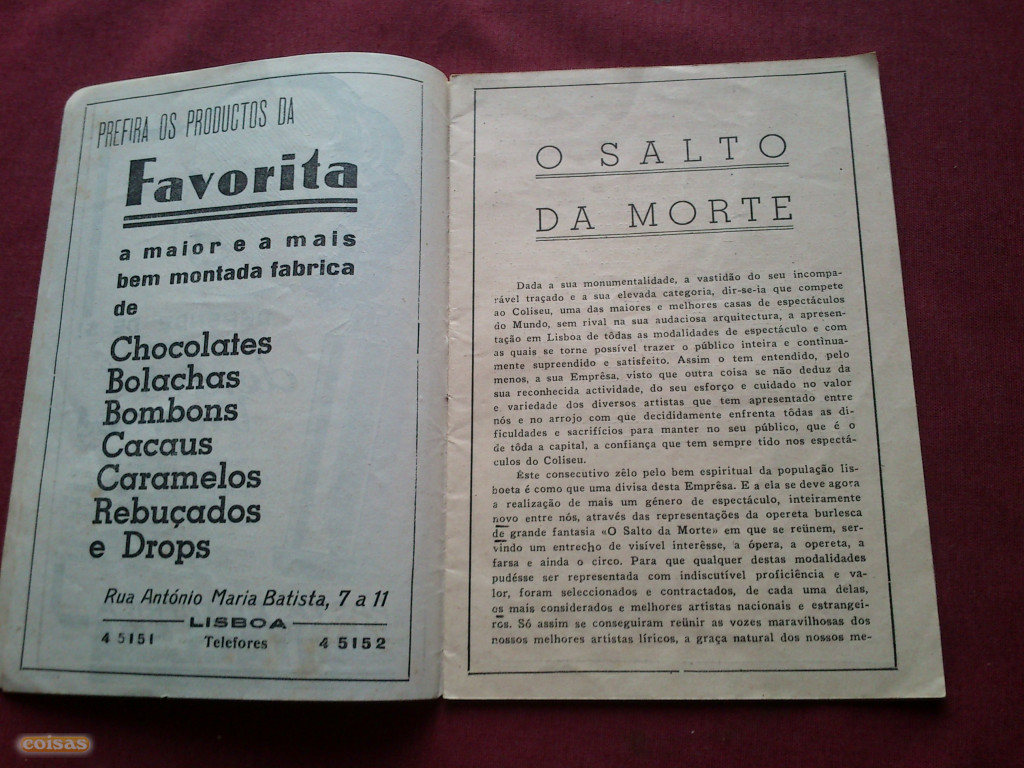 PREFIRA OS PRODUCTOS DA
Favorita
a maior e a mais
bem montada fabrica
de
Chocolates
Bolachas
Bombons
Cacaus
Caramelos
Rebuçados
e Drops
Rua António Maria Batista, 7 a 11
LISBOA
4 5151 Telefores 4 5152
O SALTO
DA MORTE
Dada a sua monumentalidade, a vastidão do seu incompa-
rável traçado e a sua elevada categoria, dir-se-ia que compete
ao Coliseu, uma das maiores e melhores casas de espectáculos
do Mundo, sem rival na sua audaciosa arquitectura, a apresen-
tação em Lisboa de tôdas as modalidades de espectáculo e com
as quais se torne possível trazer o público inteira e continua-
mente supreendido e satisfeito. Assim o tem entendido, pelo
menos, a sua Emprêsa, visto que outra coisa se não deduz da
sua reconhecida actividade, do seu esforço e cuidado no valor
e variedade dos diversos artistas que tem apresentado entre
nós e no arrojo com que decididamente enfrenta tôdas as di-
ficuldades e sacrifícios para manter no seu público, que é o
de tôda a capital, a confiança que tem sempre tido nos espectá-
culos do Coliseu.
Êste consecutivo zêlo pelo bem espiritual da população lis-
boeta é como que uma divisa desta Emprêsa. E a ela se deve agora
a realização de mais um género de espectáculo, inteiramente
novo entre nós, através das representações da opereta burlesca
de grande fantasia «O Salto da Morte» em que se reünem, ser-
vindo um entrecho de visível interêsse, a ópera, a opereta, a
farsa e ainda o circo. Para que qualquer destas modalidades
pudésse ser representada com indiscutível proficiência e va-
lor, foram seleccionados e contractados, de cada uma delas,
os mais considerados e melhores artistas nacionais e estrangei-
ros. Só assim se conseguiram reünir as vozes maravilhosas dos
nossos melhores artistas líricos, a graça natural dos nossos me-
coisas